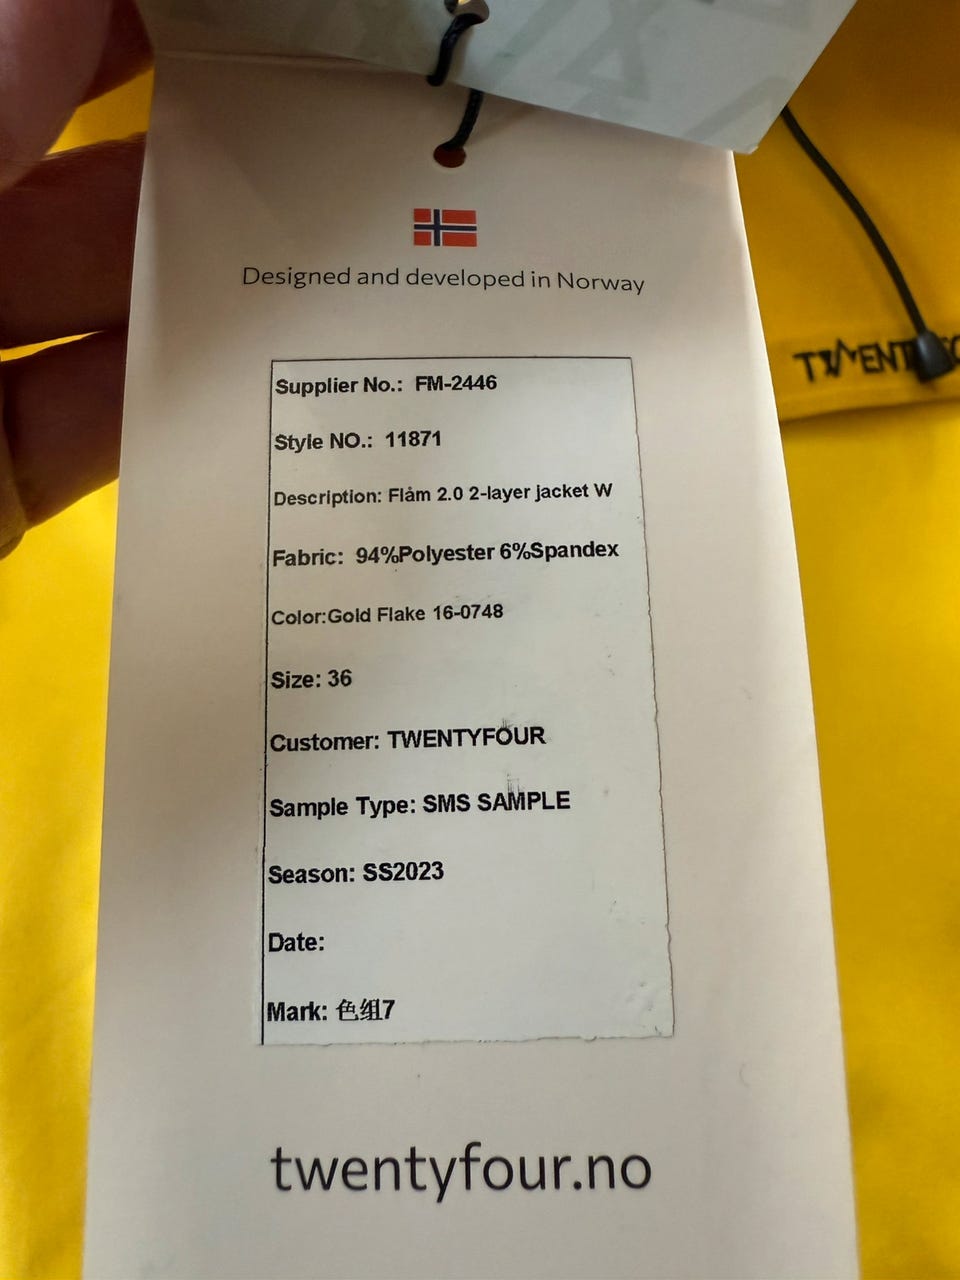 Designed and developed in Norway
Supplier No.: FM-2446
Style NO.: 11871
Description: Flåm 2.0 2-layer jacket W
Fabric: 94%Polyester 6%Spandex
Color:Gold Flake 16-0748
Size: 36
Customer: TWENTYFOUR
Sample Type: SMS SAMPLE
Season: SS2023
Date:
Mark: 色组7
twentyfour.no